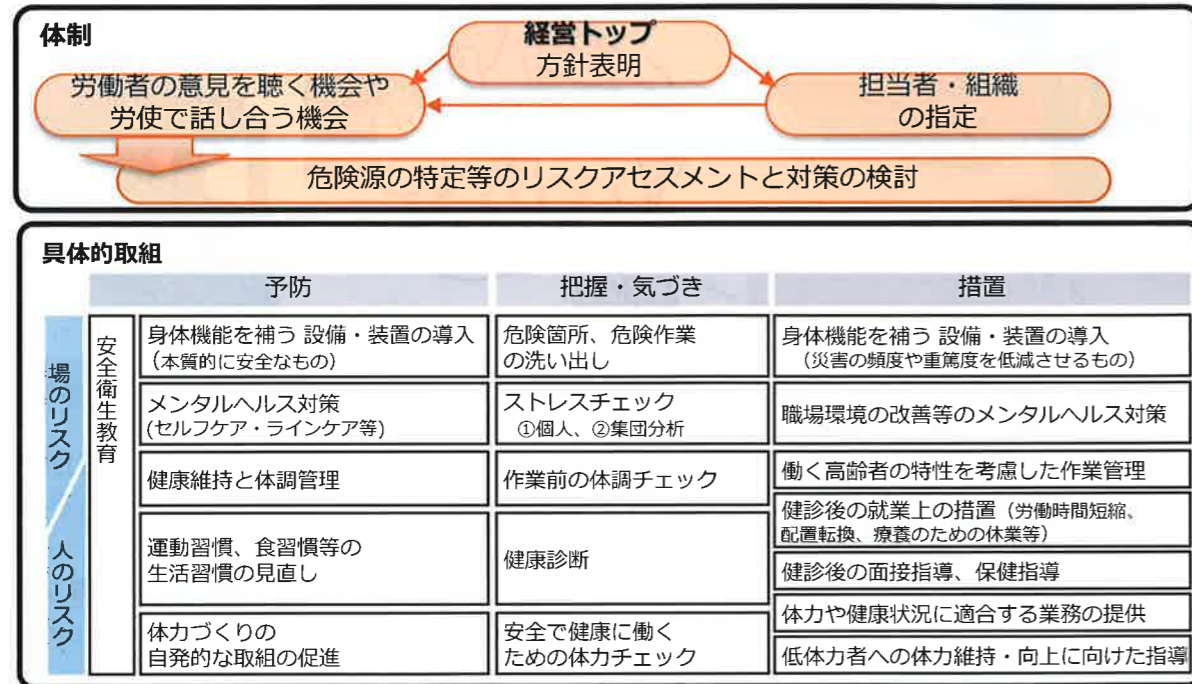 体制
経営トップ
方針表明
労働者の意見を聴く機会や
労使で話し合う機会
担当者・組織
の指定
危険源の特定等のリスクアセスメントと対策の検討
具体的取組
予防
把握・気づき
措置
場のリスク
人のリスク
安全衛生教育
身体機能を補う 設備・装置の導入
(本質的に安全なもの)
危険箇所、危険作業
の洗い出し
身体機能を補う 設備・装置の導入
(災害の頻度や重篤度を低減させるもの)
メンタルヘルス対策
(セルフケア・ラインケア等)
ストレスチェック
①個人、②集団分析
職場環境の改善等のメンタルヘルス対策
健康維持と体調管理
作業前の体調チェック
働く高齢者の特性を考慮した作業管理
運動習慣、食習慣等の
生活習慣の見直し
健康診断
健診後の就業上の措置(労働時間短縮、
配置転換、療養のための休業等)
健診後の面接指導、保健指導
体力づくりの
自発的な取組の促進
安全で健康に働く
ための体力チェック
体力や健康状況に適合する業務の提供
低体力者への体力維持・向上に向けた指導